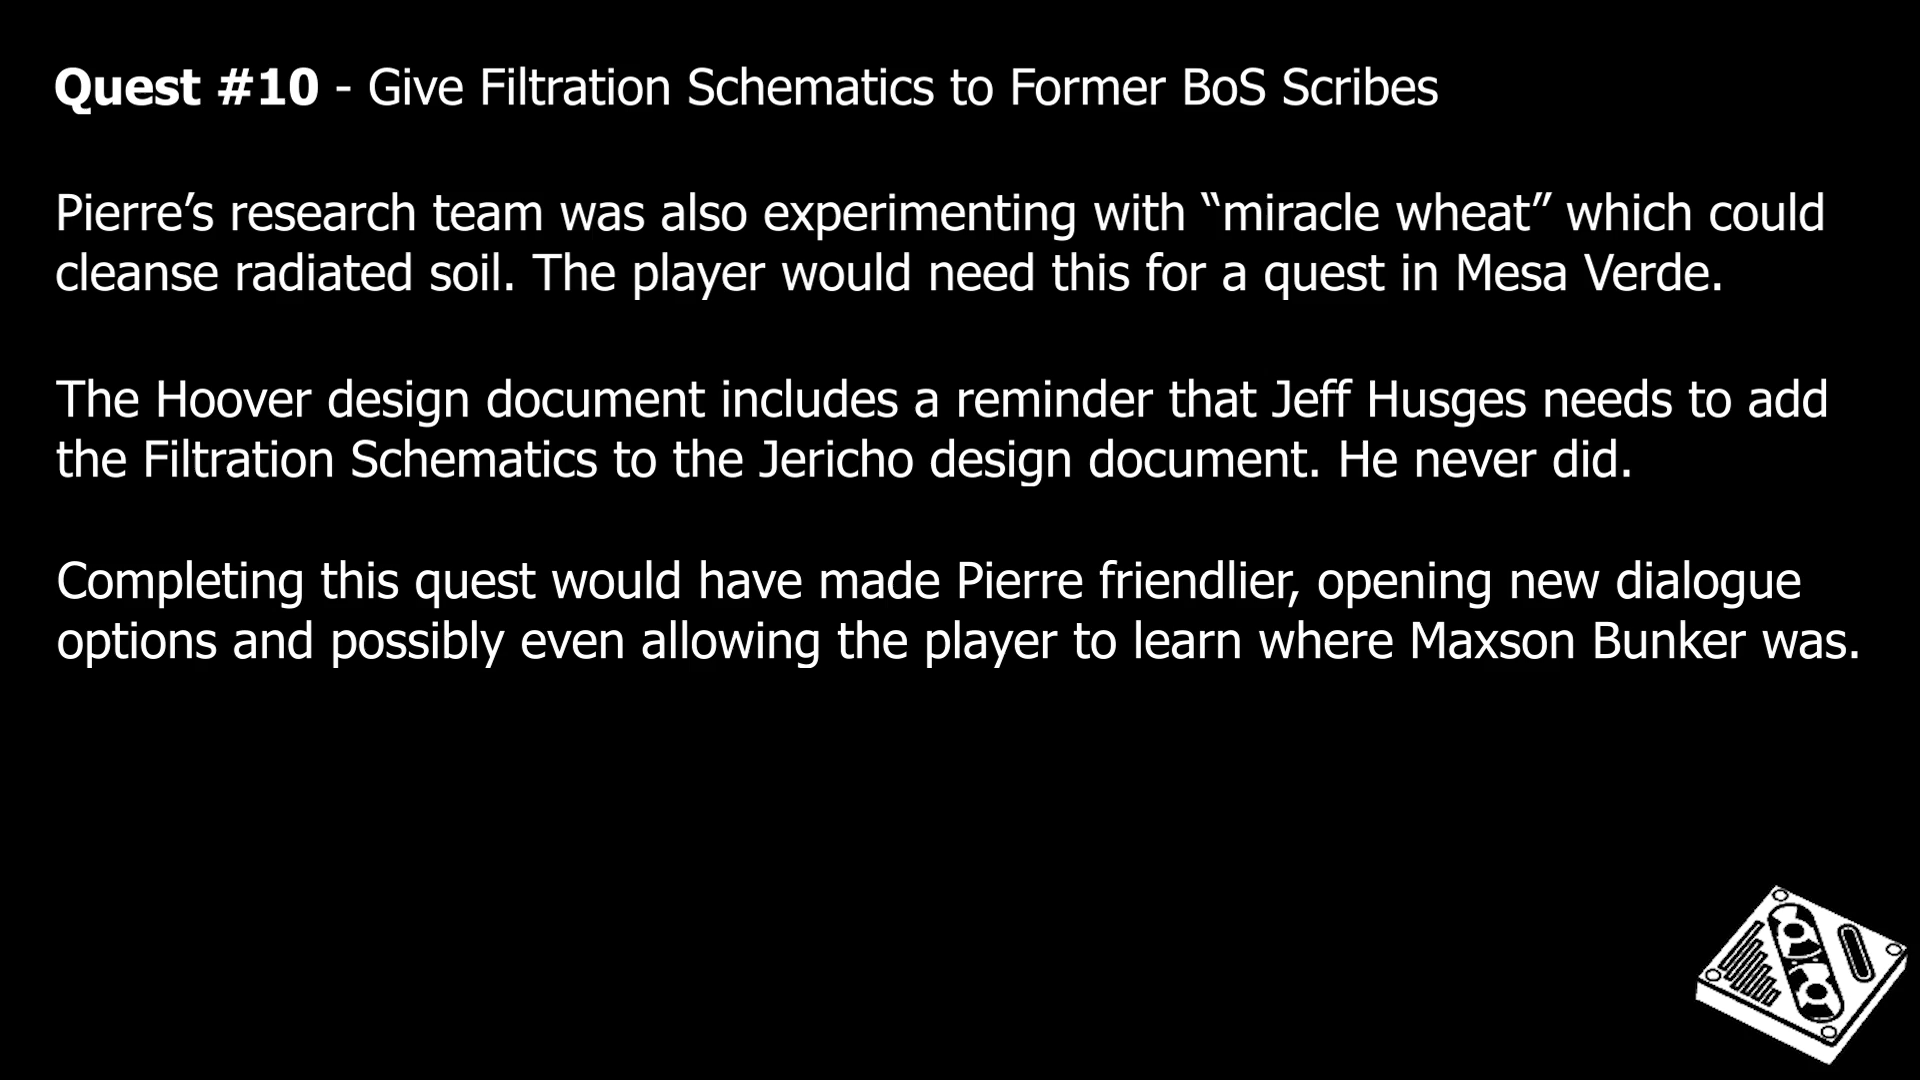 Quest #10 - Give Filtration Schematics to Former BoS Scribes
Pierre’s research team was also experimenting with “miracle wheat” which could
cleanse radiated soil. The player would need this for a quest in Mesa Verde.
The Hoover design document includes a reminder that Jeff Husges needs to add
the Filtration Schematics to the Jericho design document. He never did.
Completing this quest would have made Pierre friendlier, opening new dialogue
options and possibly even allowing the player to learn where Maxson Bunker was.